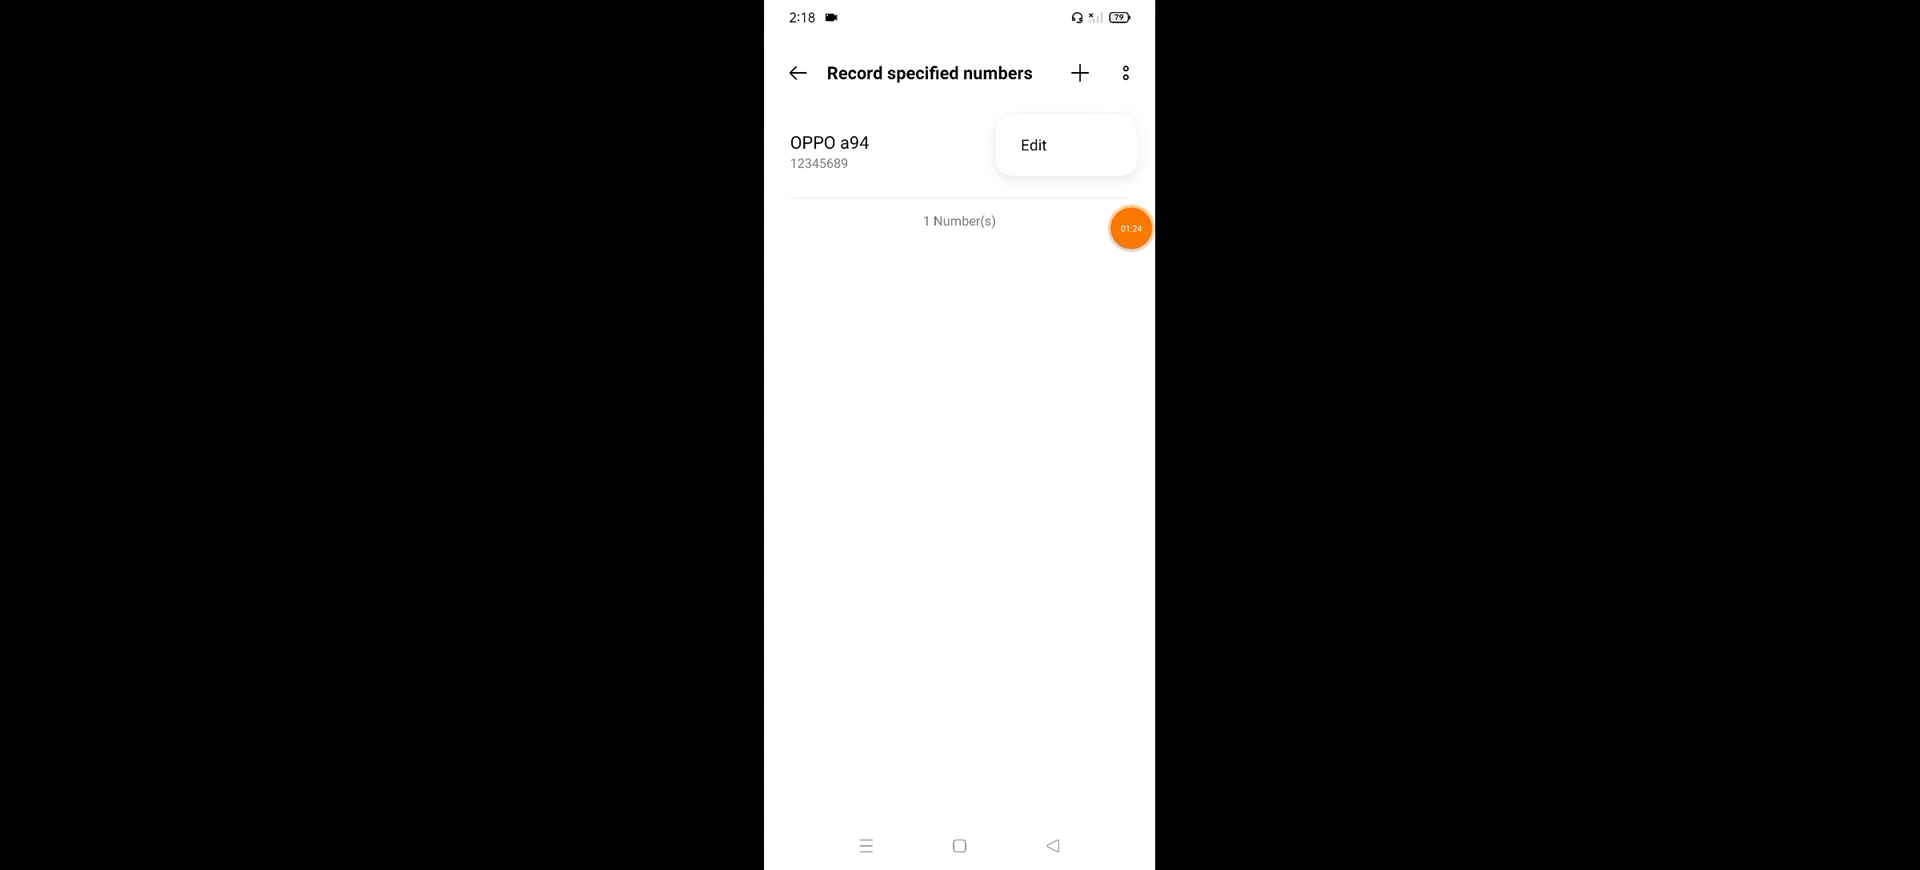 2:18
79
Record specified numbers
OPPO a94
12345689
Edit
1 Number(s)
01:24